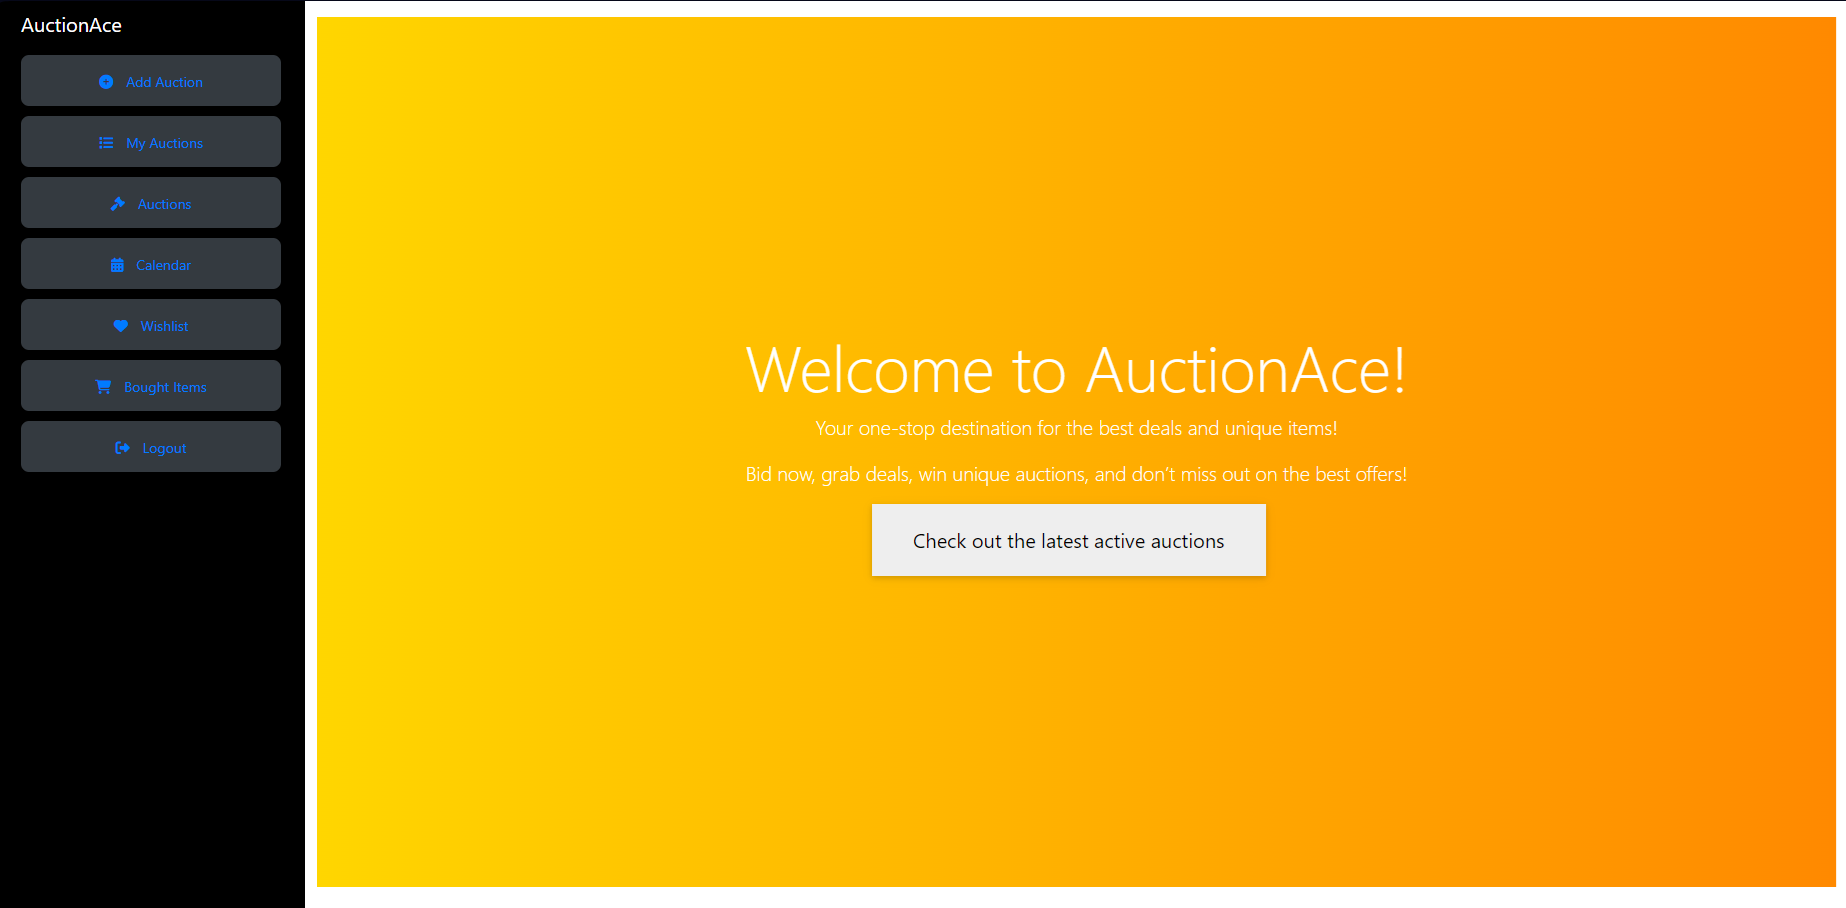 AuctionAce
Add Auction
My Auctions
Auctions
Calendar
Wishlist
Bought Items
Logout
Welcome to AuctionAce!
Your one-stop destination for the best deals and unique items!
Bid now, grab deals, win unique auctions, and don’t miss out on the best offers!
Check out the latest active auctions